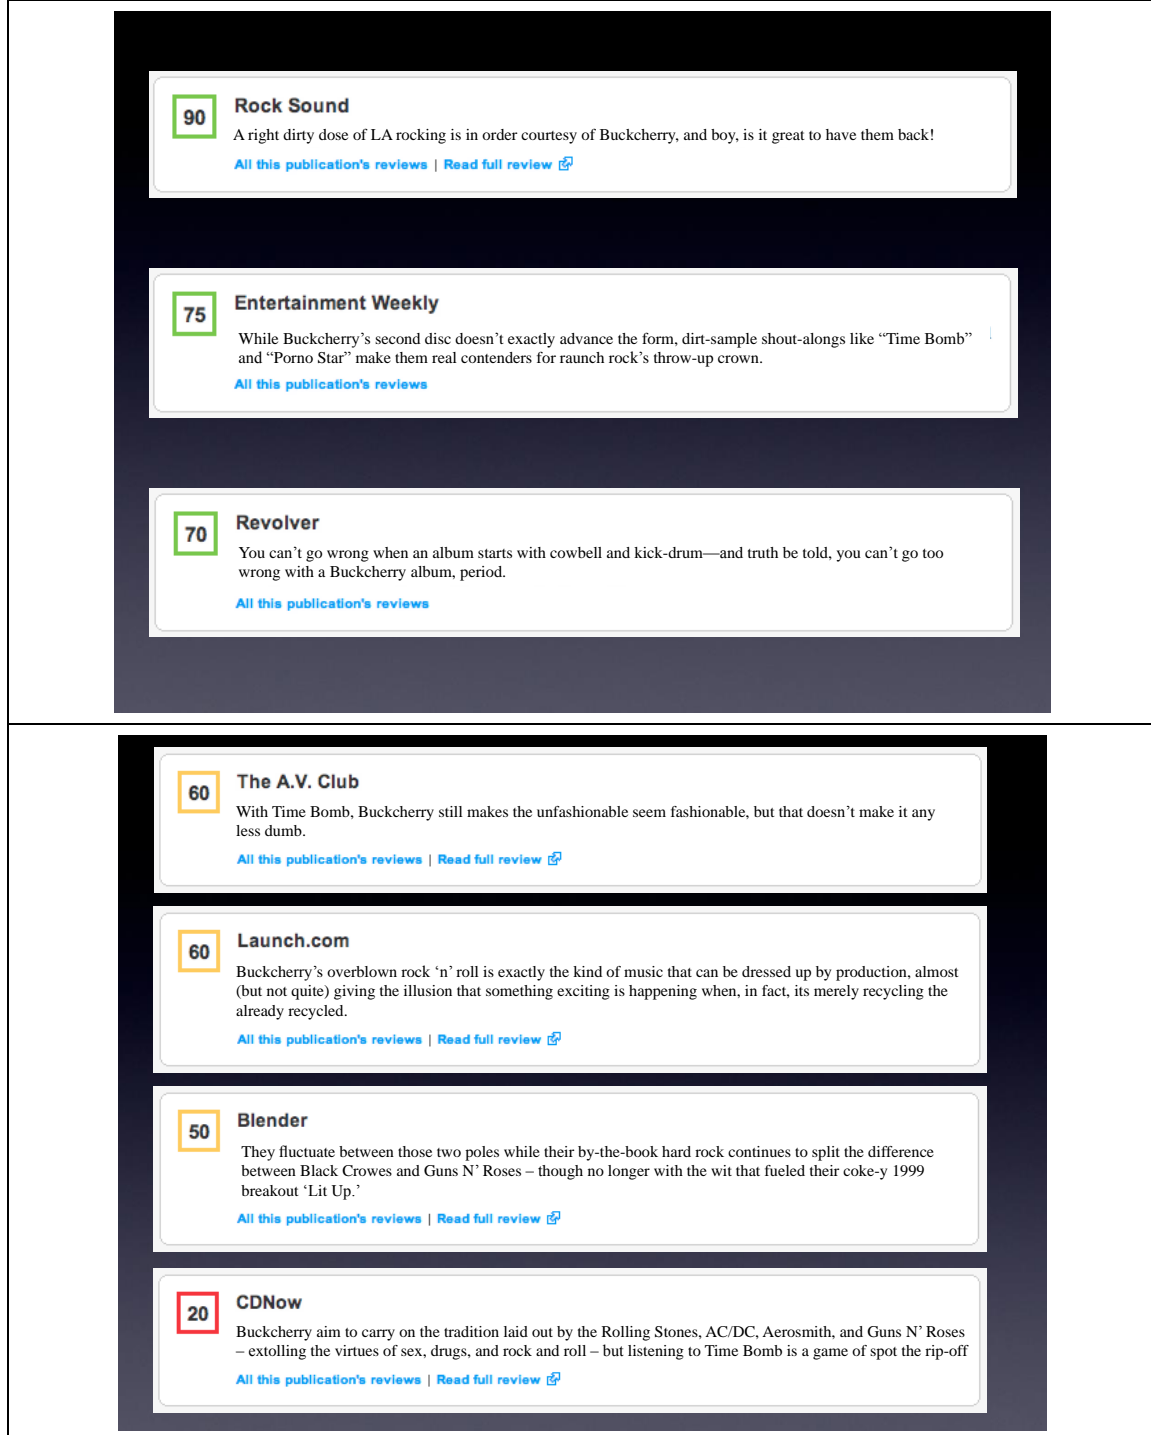 90
Rock Sound
A right dirty dose of LA rocking is in order courtesy of Buckcherry, and boy, is it great to have them back!
All this publication's reviews | Read full review
75
Entertainment Weekly
While Buckcherry’s second disc doesn’t exactly advance the form, dirt-sample shout-alongs like “Time Bomb”
and “Porno Star” make them real contenders for raunch rock’s throw-up crown.
All this publication's reviews
70
Revolver
You can’t go wrong when an album starts with cowbell and kick-drum—and truth be told, you can’t go too
wrong with a Buckcherry album, period.
All this publication's reviews
60
The A.V. Club
With Time Bomb, Buckcherry still makes the unfashionable seem fashionable, but that doesn’t make it any
less dumb.
All this publication's reviews | Read full review
60
Launch.com
Buckcherry’s overblown rock ‘n’ roll is exactly the kind of music that can be dressed up by production, almost
(but not quite) giving the illusion that something exciting is happening when, in fact, its merely recycling the
already recycled.
All this publication's reviews | Read full review
50
Blender
They fluctuate between those two poles while their by-the-book hard rock continues to split the difference
between Black Crowes and Guns N’ Roses – though no longer with the wit that fueled their coke-y 1999
breakout ‘Lit Up.’
All this publication's reviews | Read full review
20
CDNow
Buckcherry aim to carry on the tradition laid out by the Rolling Stones, AC/DC, Aerosmith, and Guns N’ Roses
– extolling the virtues of sex, drugs, and rock and roll – but listening to Time Bomb is a game of spot the rip-off
All this publication's reviews | Read full review